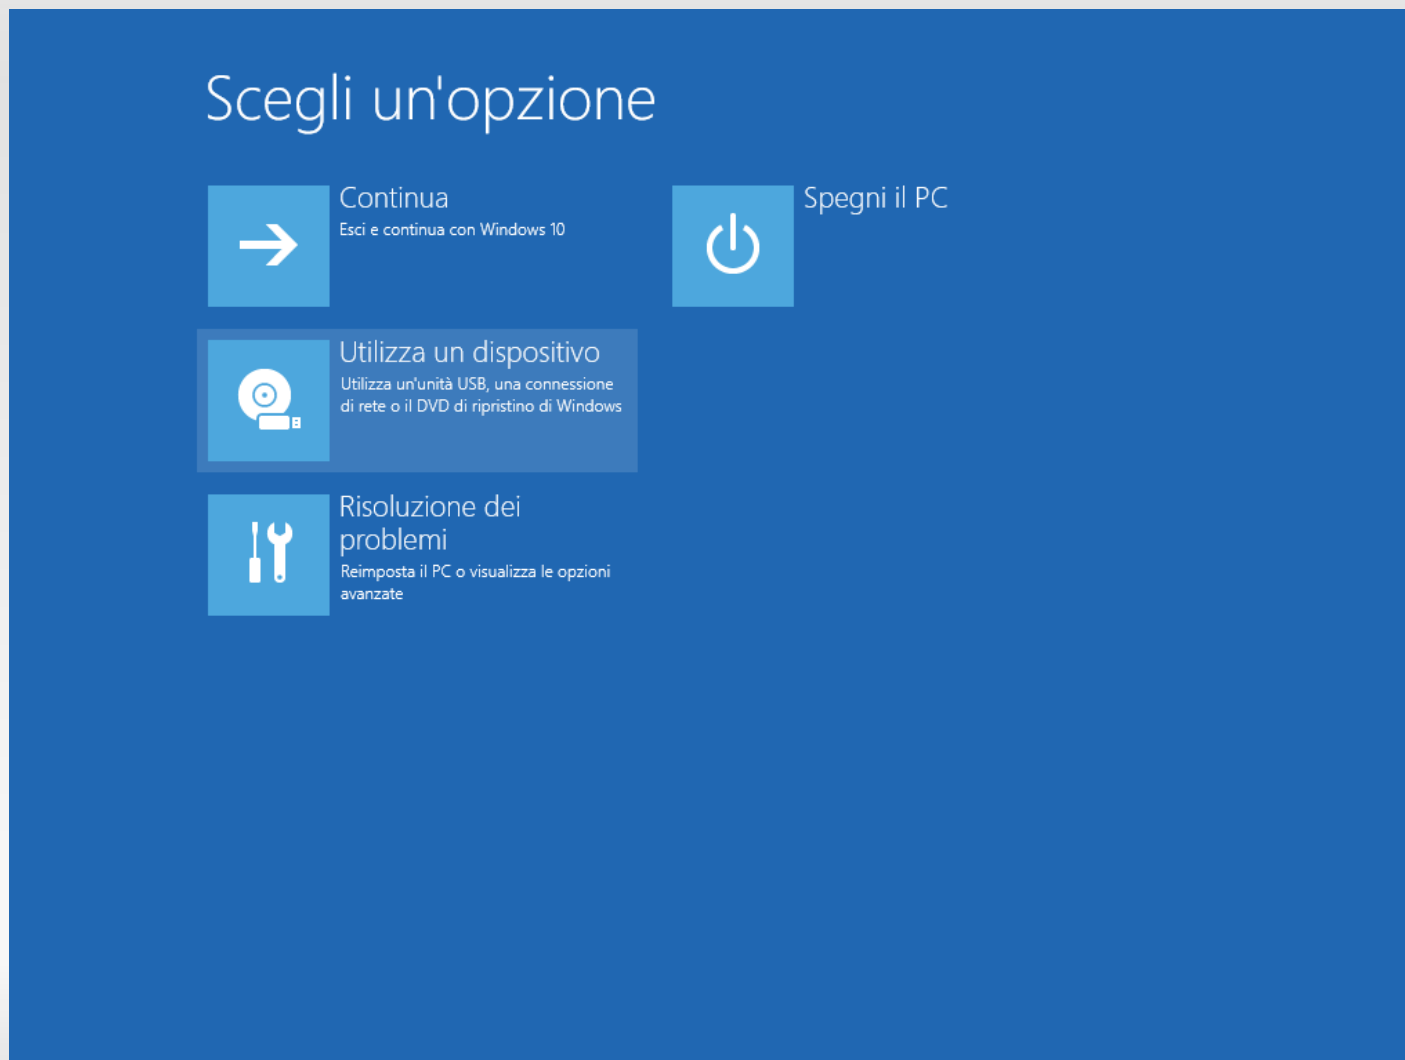 Scegli un'opzione
Continua
Esci e continua con Windows 10
Spegni il PC
Utilizza un dispositivo
Utilizza un'unità USB, una connessione
di rete o il DVD di ripristino di Windows
Risoluzione dei
problemi
Reimposta il PC o visualizza le opzioni
avanzate